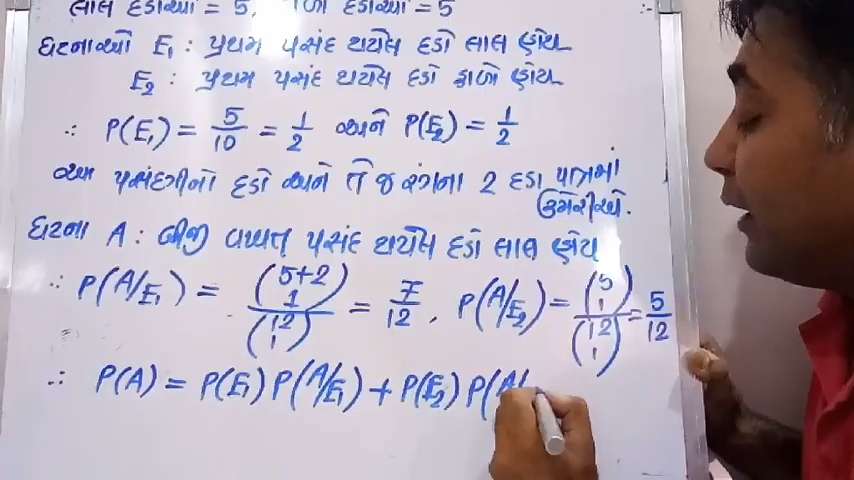 લાલ દડાઓ = 5, કાળા દડાઓ = 5
ઘટનાઓ E₁ : પ્રથમ પસંદ થયેલ દડો લાલ હોય
E₂ : પ્રથમ પસંદ થયેલ દડો કાળો હોય
∴ P(E₁) = 5/10 = 1/2 અને P(E₂) = 1/2
આ પસંદગીનો દડો અને તે જ રંગના 2 દડા પાત્રમાં
ઉમેરીએ.
ઘટના A : બીજી વખત પસંદ થયેલ દડો લાલ હોય
∴ P(A/E₁) = (5+2 1)/(12 1) = 7/12 , P(A/E₂) = (5 1)/(12 1) = 5/12
∴ P(A) = P(E₁) P(A/E₁) + P(E₂) P(A/